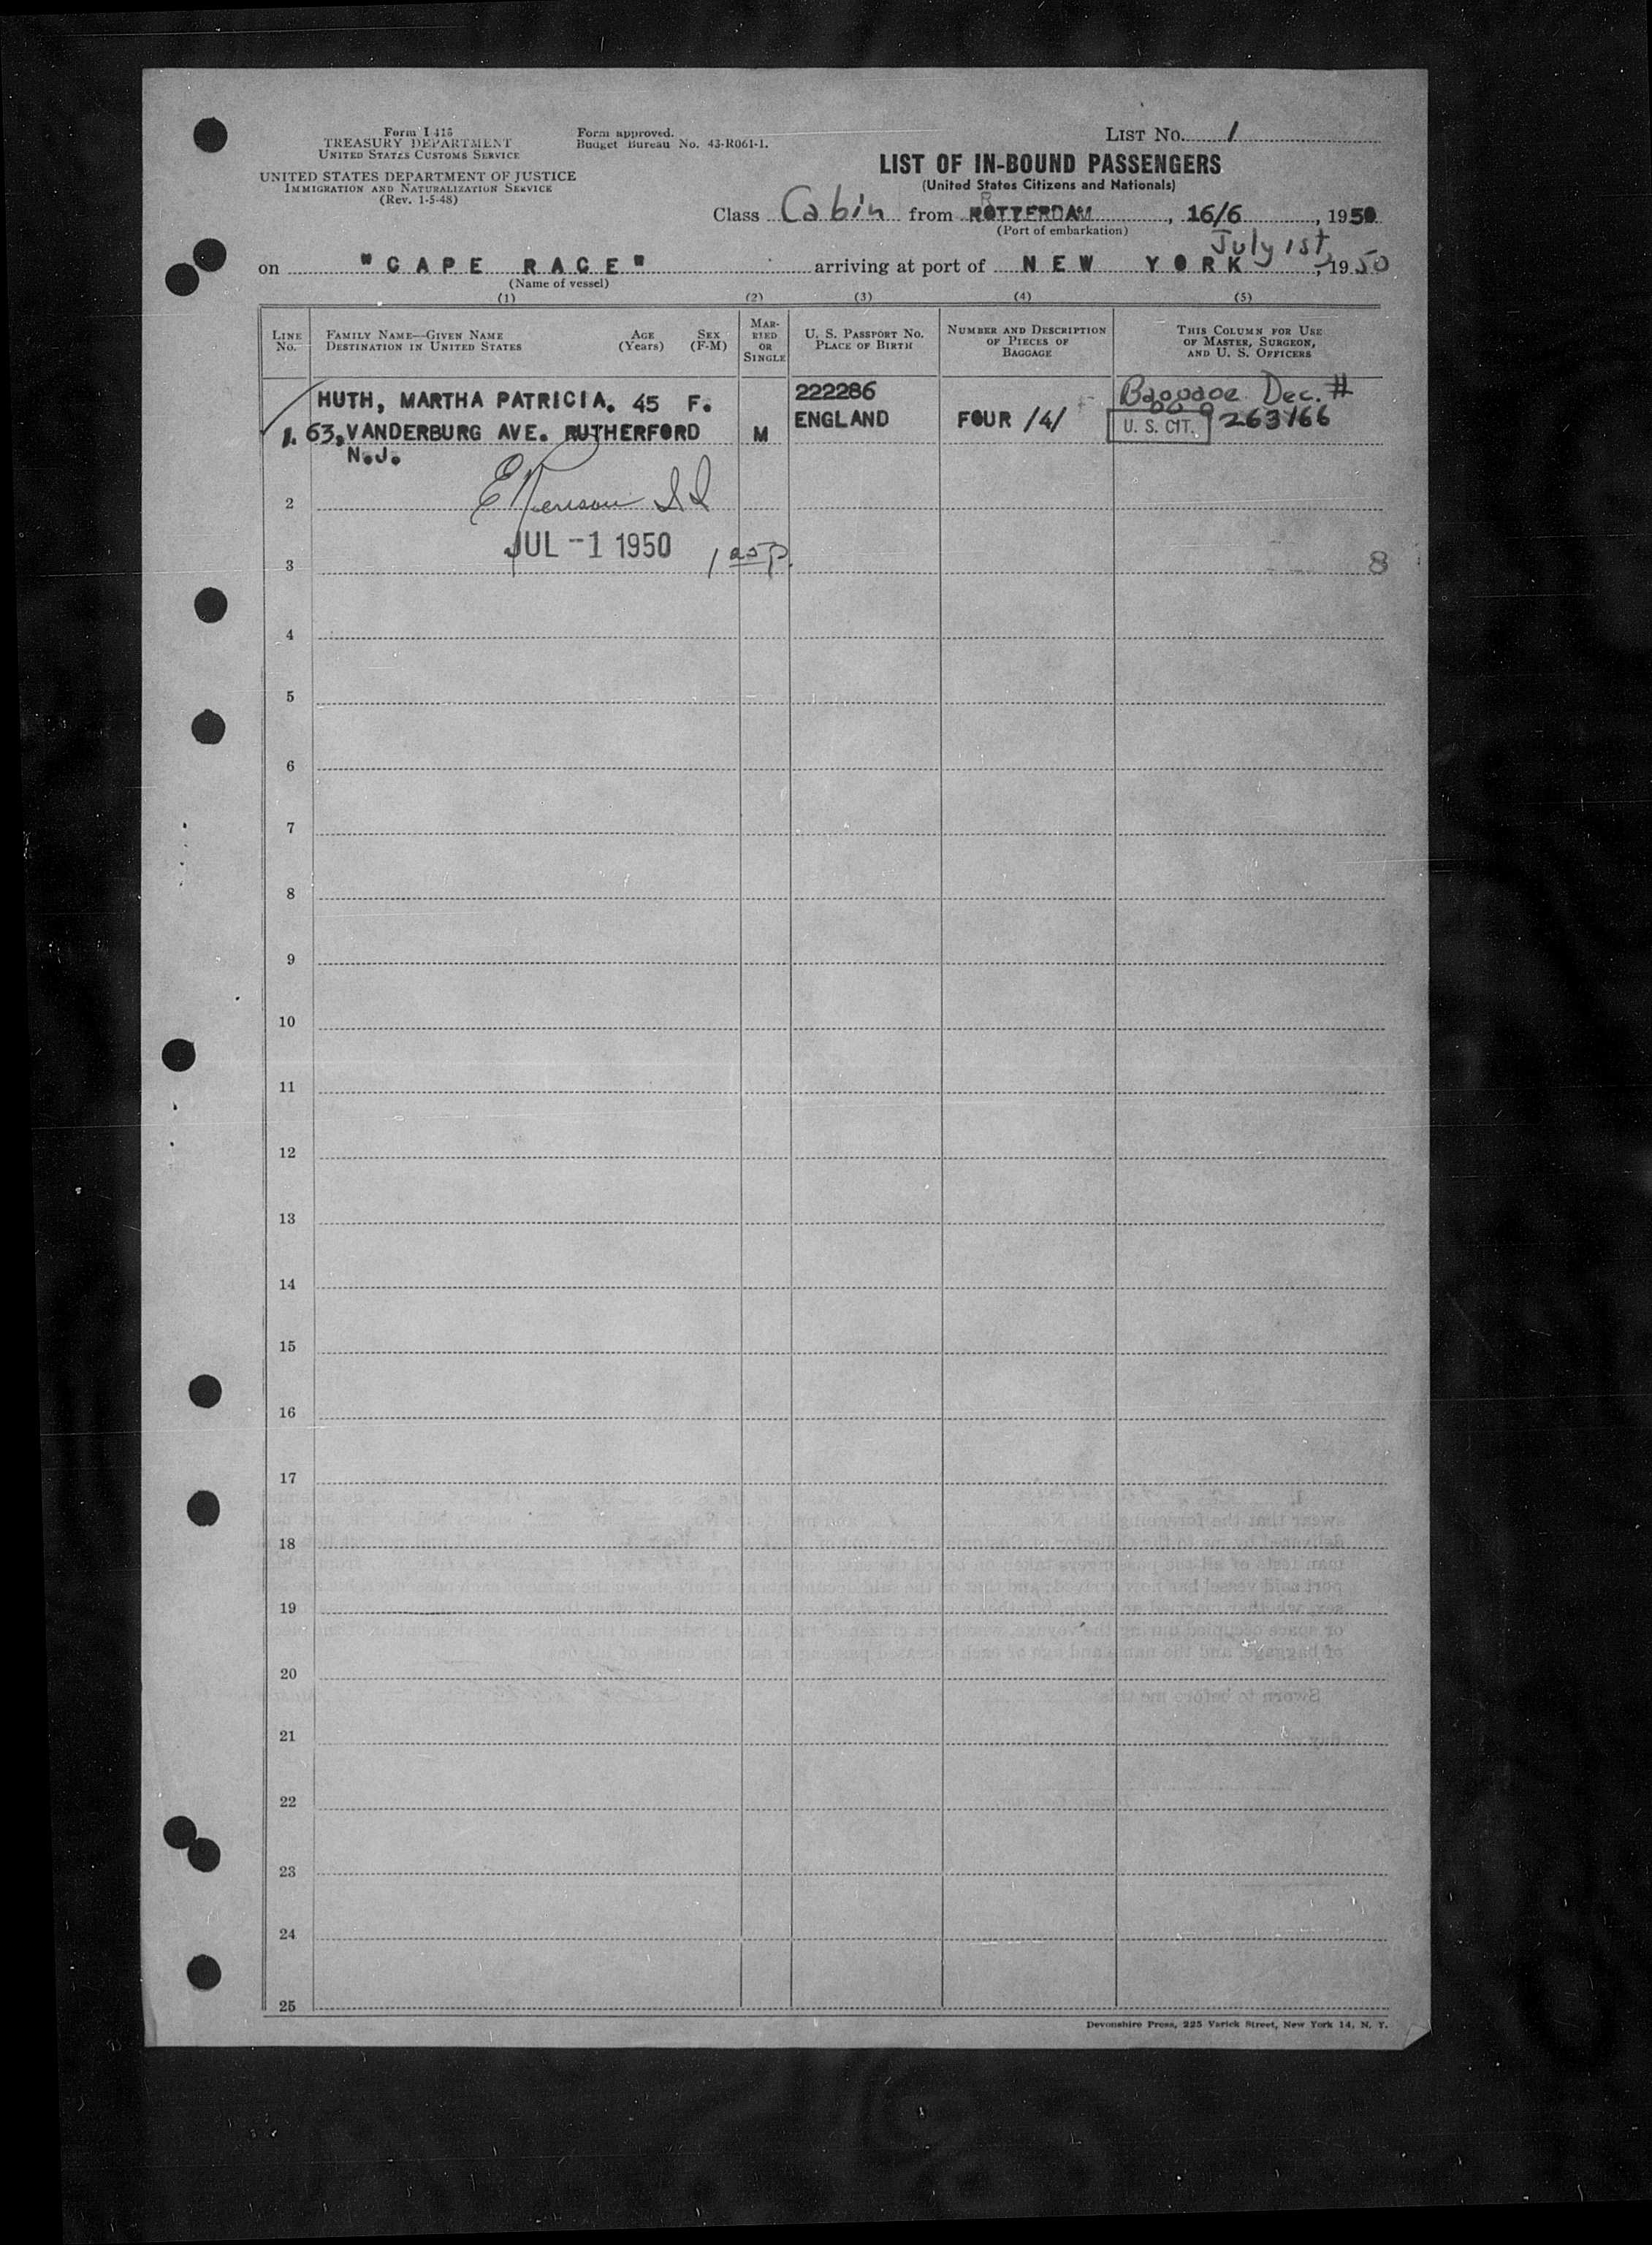 Form I 415
TREASURY DEPARTMENT
UNITED STATES CUSTOMS SERVICE
UNITED STATES DEPARTMENT OF JUSTICE
IMMIGRATION AND NATURALIZATION SERVICE
(Rev. 1-5-48)
Form approved.
Budget Bureau No. 43-R061-1.
LIST No. 1
LIST OF IN-BOUND PASSENGERS
(United States Citizens and Nationals)
Class Cabin from ROTTERDAM, 16/6, 1950
(Port of embarkation)
July 1st
on "CAPE RACE" arriving at port of NEW YORK, 1950
(Name of vessel)
(1) (2) (3) (4) (5)
LINE No.
FAMILY NAME—GIVEN NAME
DESTINATION IN UNITED STATES
AGE (Years)
SEX (F-M)
MARRIED OR SINGLE
U. S. PASSPORT No.
PLACE OF BIRTH
NUMBER AND DESCRIPTION OF PIECES OF BAGGAGE
THIS COLUMN FOR USE OF MASTER, SURGEON, AND U. S. OFFICERS
HUTH, MARTHA PATRICIA. 45 F. 222286 Baggage Dec. #
1. 63, VANDERBURG AVE. RUTHERFORD M ENGLAND FOUR /4/ U. S. CIT. 263166
N.J.
2
JUL -1 1950
3 8
4
5
6
7
8
9
10
11
12
13
14
15
16
17
18
19
20
21
22
23
24
25
Devonshire Press, 225 Varick Street, New York 14, N. Y.